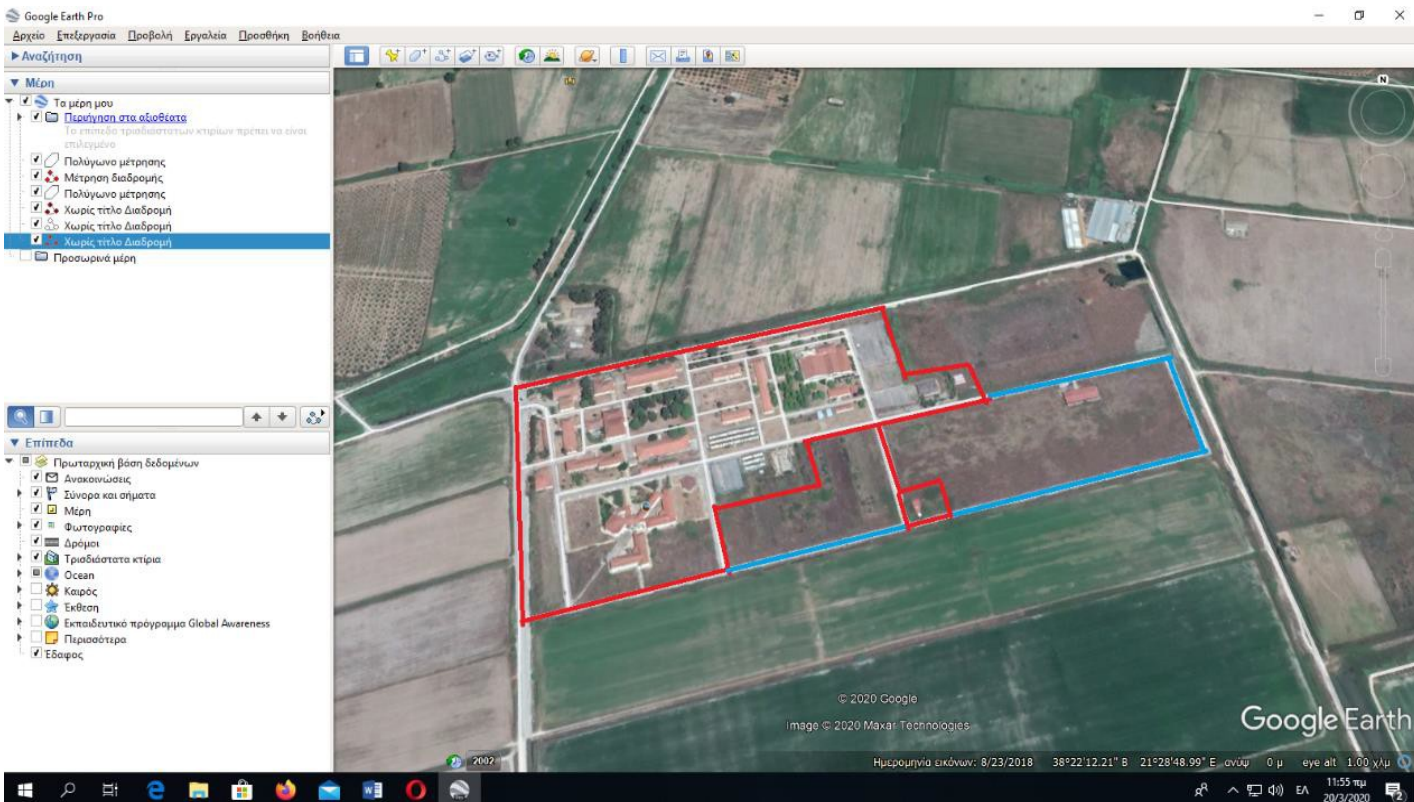 Google Earth Pro
Αρχείο Επεξεργασία Προβολή Εργαλεία Προσθήκη Βοήθεια
Αναζήτηση
Μέρη
Τα μέρη μου
Περιήγηση στα αξιοθέατα
Το επίπεδο τρισδιάστατων κτιρίων πρέπει να είναι
επιλεγμένο
Πολύγωνο μέτρησης
Μέτρηση διαδρομής
Πολύγωνο μέτρησης
Χωρίς τίτλο Διαδρομή
Χωρίς τίτλο Διαδρομή
Χωρίς τίτλο Διαδρομή
Προσωρινά μέρη
Επίπεδα
Πρωταρχική βάση δεδομένων
Ανακοινώσεις
Σύνορα και σήματα
Μέρη
Φωτογραφίες
Δρόμοι
Τρισδιάστατα κτίρια
Ocean
Καιρός
Έκθεση
Εκπαιδευτικό πρόγραμμα Global Awareness
Περισσότερα
Έδαφος
N
© 2020 Google
Image © 2020 Maxar Technologies
Google Earth
2002
Ημερομηνία εικόνων: 8/23/2018 38°22'12.21" Β 21°28'48.99" Ε ανύψ 0 μ eye alt 1.00 χλμ
ΕΛ
11:55 πμ
20/3/2020
2